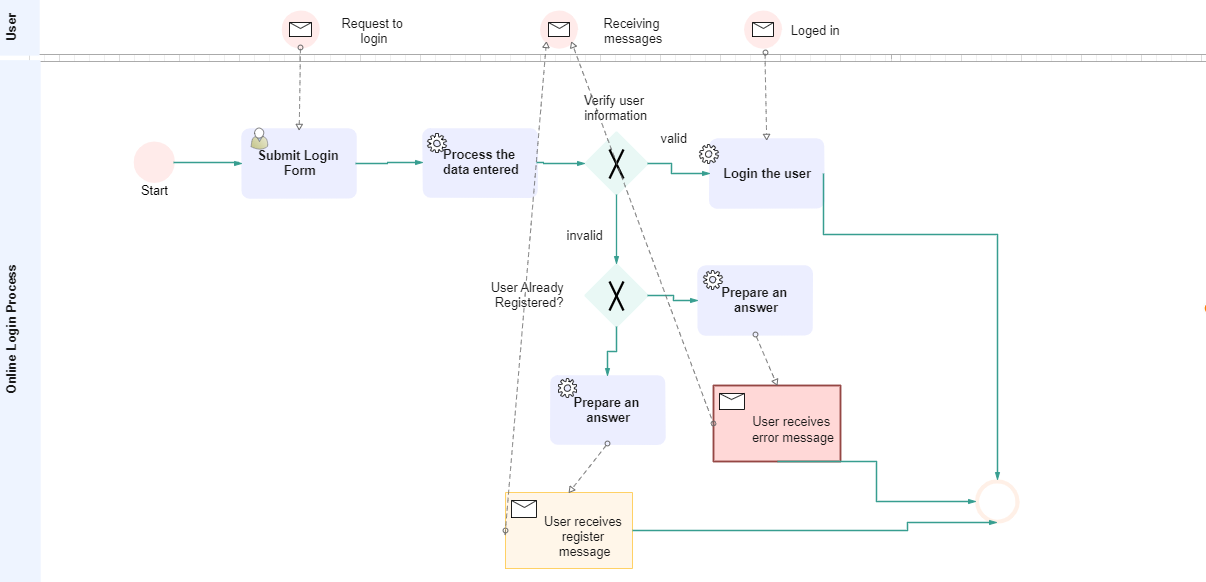 User
Request to
login
Receiving
messages
Loged in
Online Login Process
Start
Submit Login
Form
Process the
data entered
Verify user
information
valid
Login the user
invalid
User Already
Registered?
Prepare an
answer
Prepare an
answer
User receives
error message
User receives
register
message